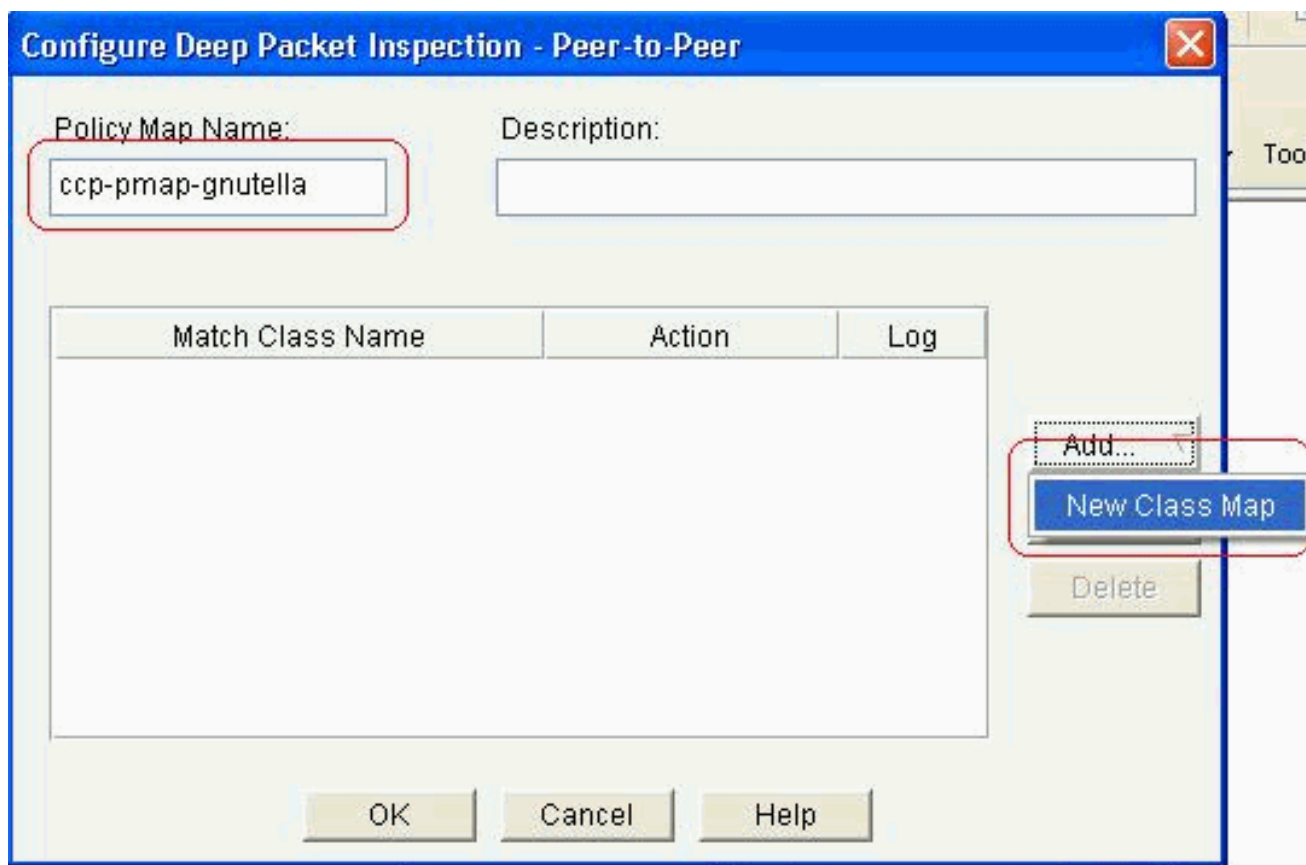 Configure Deep Packet Inspection - Peer-to-Peer
Policy Map Name:
Description:
ccp-pmap-gnutella
Match Class Name
Action
Log
Add...
New Class Map
Delete
OK
Cancel
Help